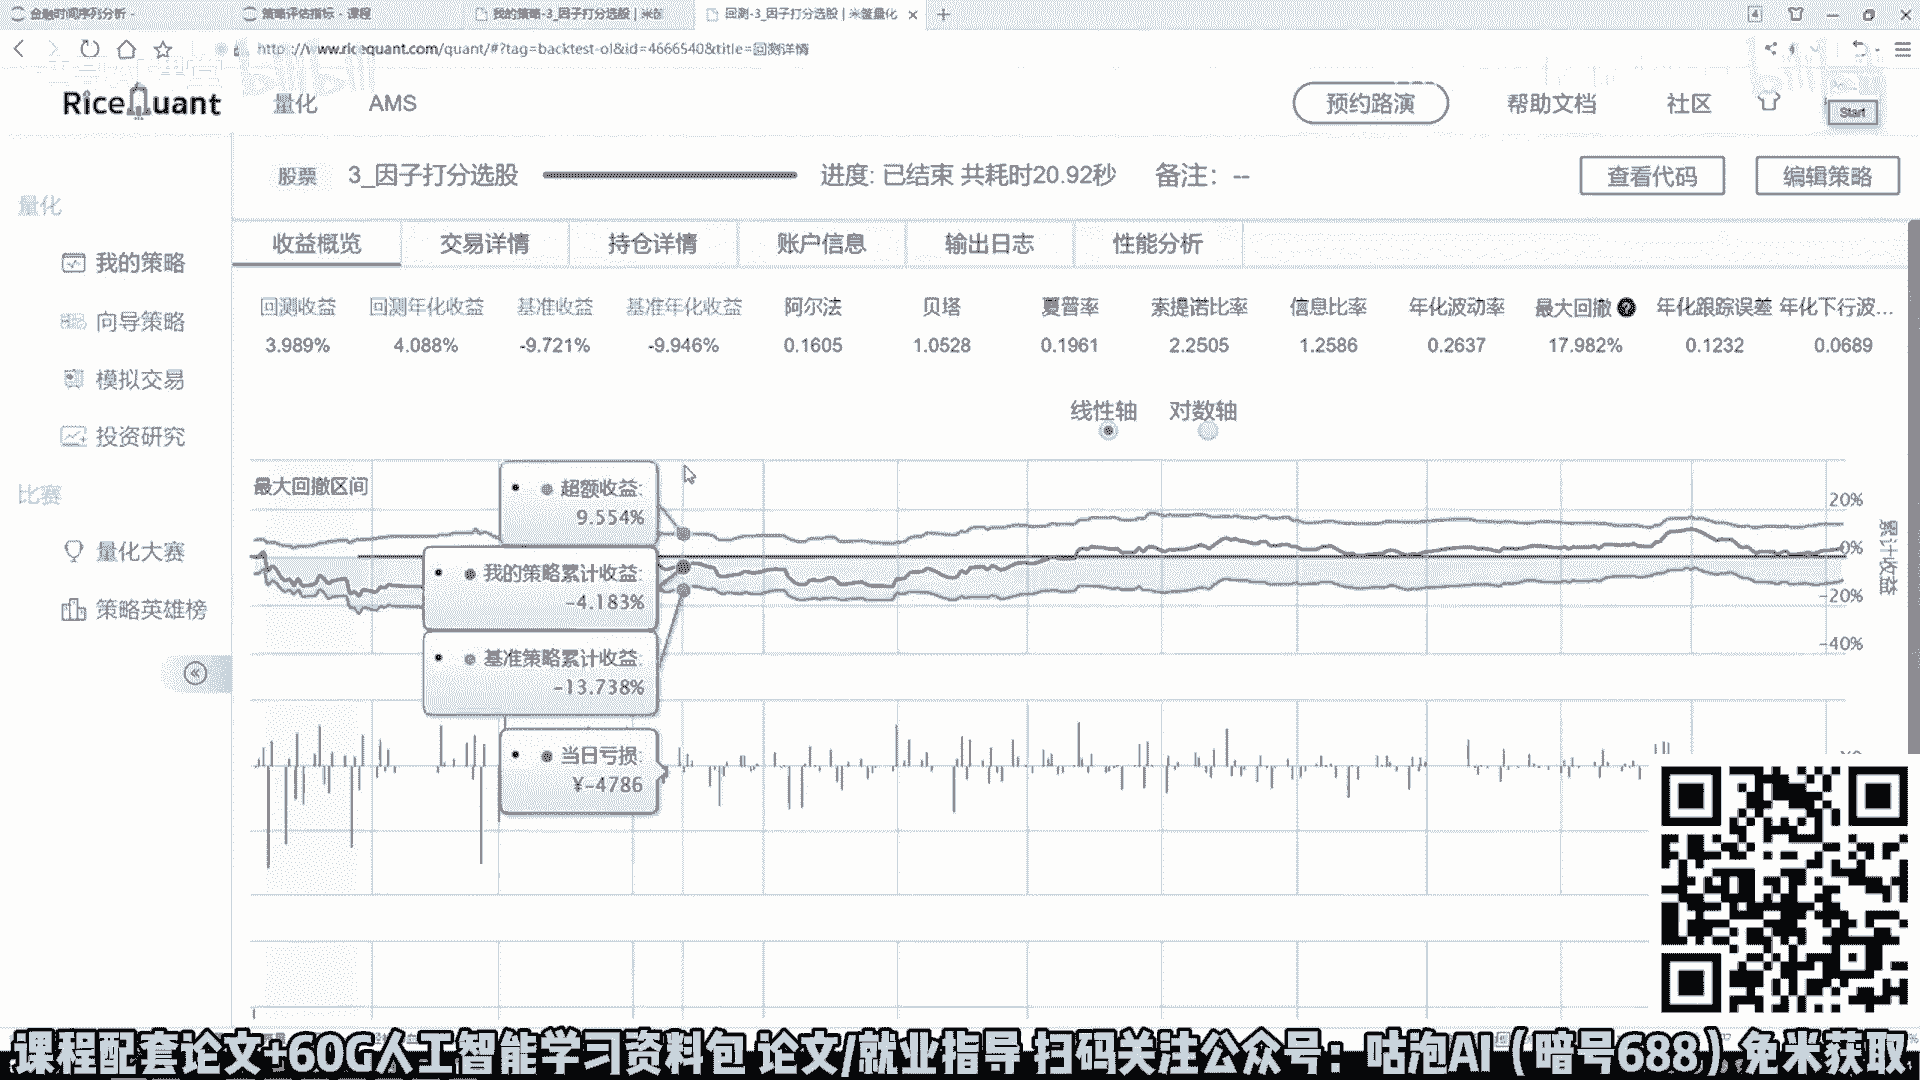 金融时间序列分析 -
策略评估指标 - 课程
我的策略-3_因子打分选股 | 米筐
回测-3_因子打分选股 | 米筐量化
4
http://www.ricequant.com/quant/#?tag=backtest-ol&id=4666540&title=回测详情
RiceQuant
量化
AMS
预约路演
帮助文档
社区
Start
股票
3_因子打分选股
进度: 已结束 共耗时20.92秒
备注: --
查看代码
编辑策略
量化
我的策略
向导策略
模拟交易
投资研究
比赛
量化大赛
策略英雄榜
收益概览
交易详情
持仓详情
账户信息
输出日志
性能分析
回测收益 回测年化收益 基准收益 基准年化收益 阿尔法 贝塔 夏普率 索提诺比率 信息比率 年化波动率 最大回撤 年化跟踪误差 年化下行波...
3.989% 4.088% -9.721% -9.946% 0.1605 1.0528 0.1961 2.2505 1.2586 0.2637 17.982% 0.1232 0.0689
线性轴 对数轴
最大回撤区间
超额收益:
9.554%
我的策略累计收益:
-4.183%
基准策略累计收益:
-13.738%
当日亏损:
¥-4786
20%
0%
-20%
-40%
累计收益
课程配套论文+60G人工智能学习资料包 论文/就业指导 扫码关注公众号：咕泡AI（暗号688）免米获取